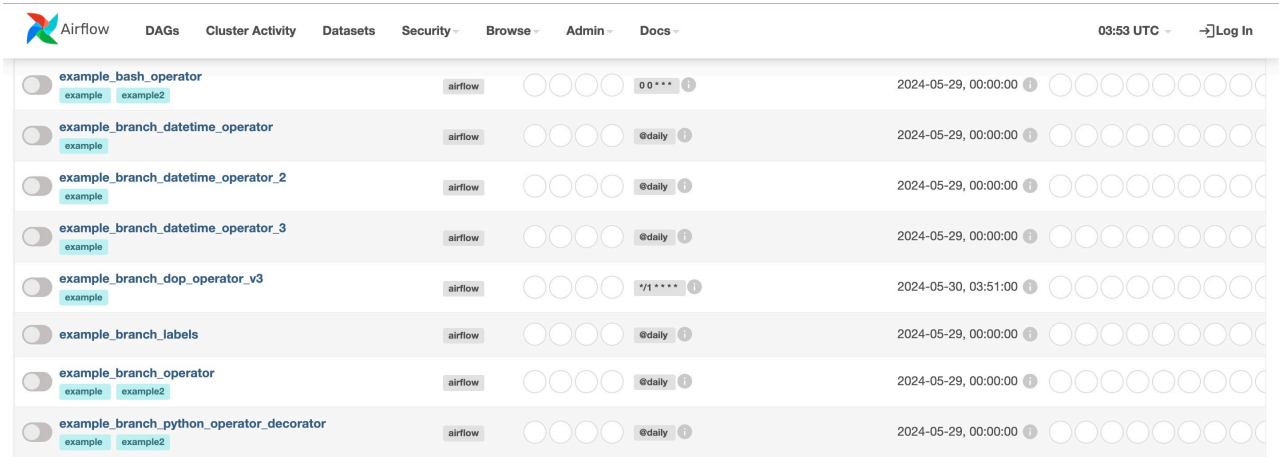 Airflow DAGs Cluster Activity Datasets Security Browse Admin Docs 03:53 UTC Log In
example_bash_operator
example example2 airflow 0 0 * * * i 2024-05-29, 00:00:00 i
example_branch_datetime_operator
example airflow @daily i 2024-05-29, 00:00:00 i
example_branch_datetime_operator_2
example airflow @daily i 2024-05-29, 00:00:00 i
example_branch_datetime_operator_3
example airflow @daily i 2024-05-29, 00:00:00 i
example_branch_dop_operator_v3
example airflow */1 * * * * i 2024-05-30, 03:51:00 i
example_branch_labels airflow @daily i 2024-05-29, 00:00:00 i
example_branch_operator
example example2 airflow @daily i 2024-05-29, 00:00:00 i
example_branch_python_operator_decorator
example example2 airflow @daily i 2024-05-29, 00:00:00 i